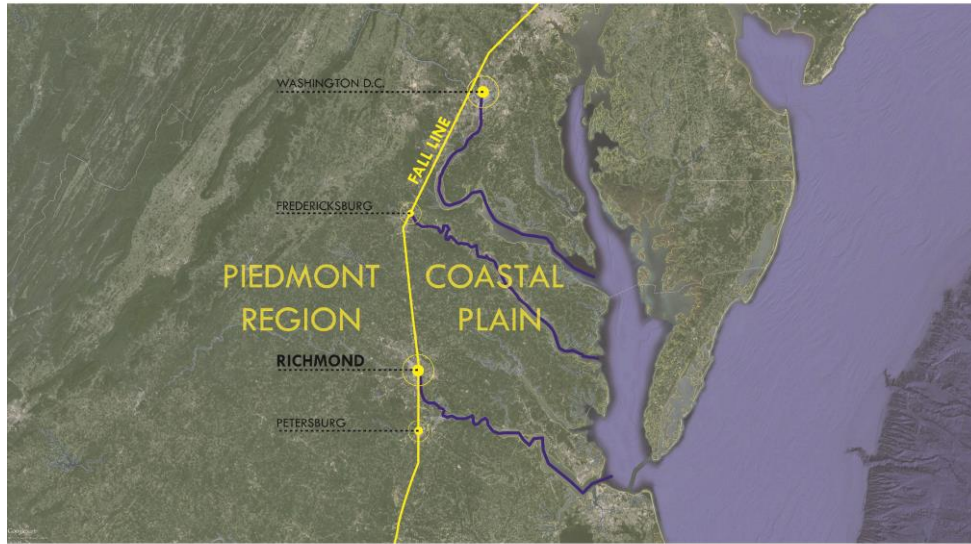 WASHINGTON D.C.
FALL LINE
FREDERICKSBURG
PIEDMONT
REGION
COASTAL
PLAIN
RICHMOND
PETERSBURG